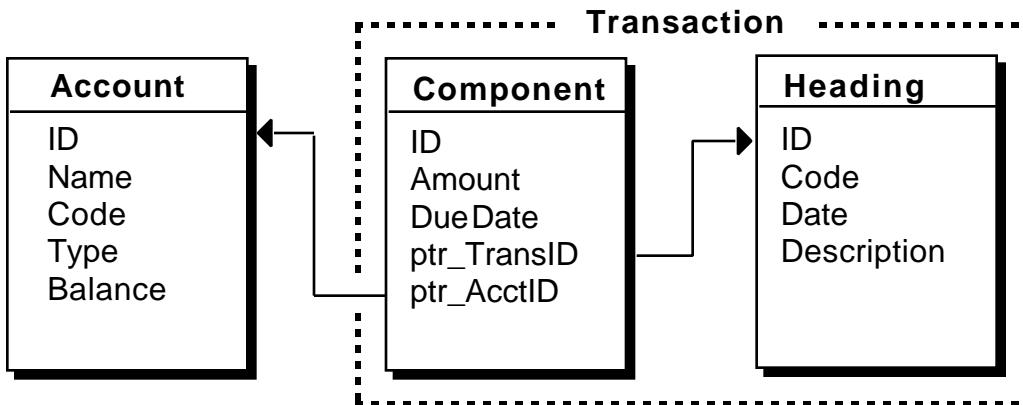 Transaction
Account
ID
Name
Code
Type
Balance
Component
ID
Amount
DueDate
ptr_TransID
ptr_AcctID
Heading
ID
Code
Date
Description